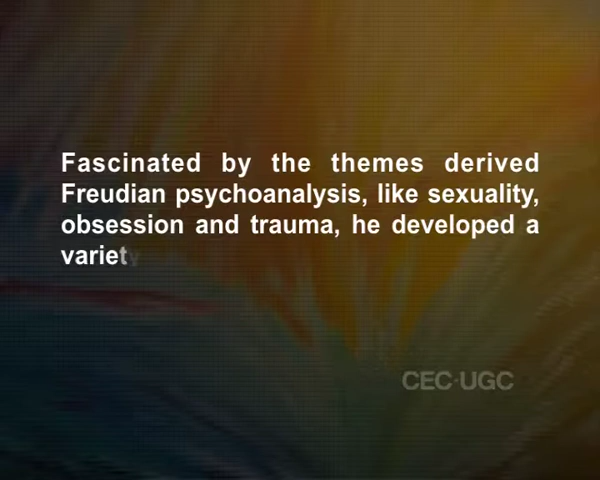 Fascinated by the themes derived
Freudian psychoanalysis, like sexuality,
obsession and trauma, he developed a
variety
CEC-UGC